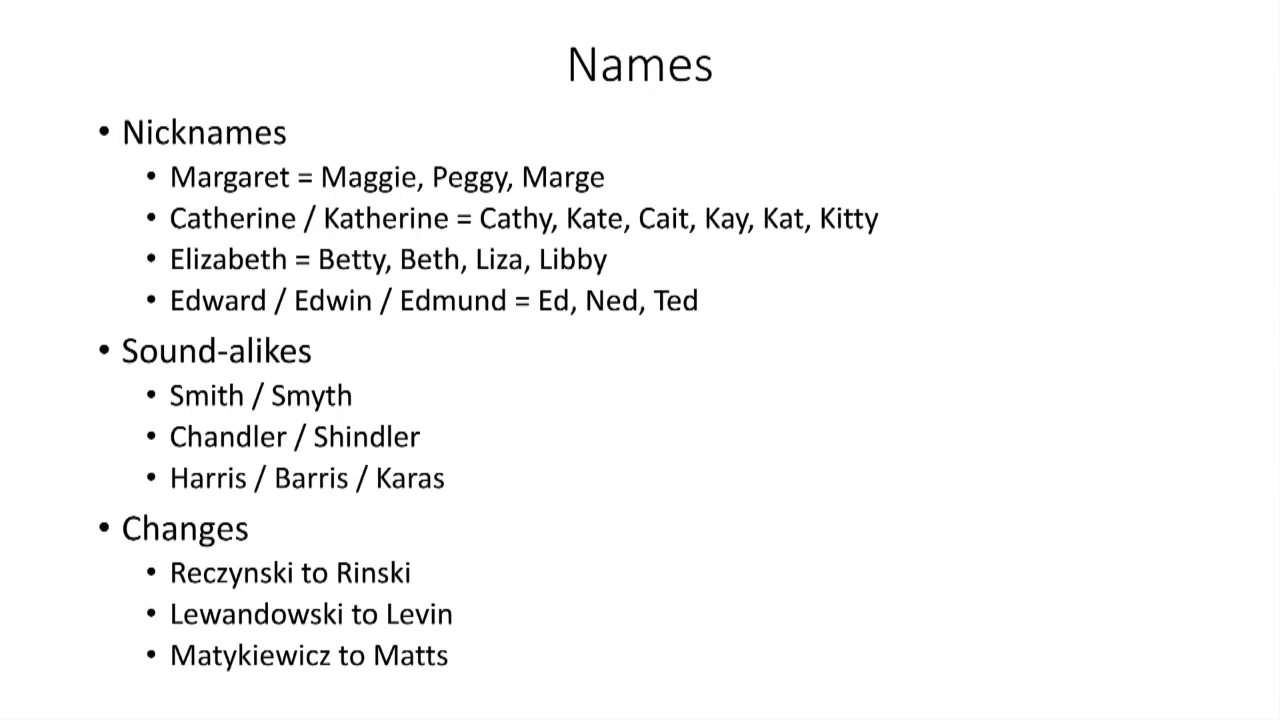 Names
• Nicknames
• Margaret = Maggie, Peggy, Marge
• Catherine / Katherine = Cathy, Kate, Cait, Kay, Kat, Kitty
• Elizabeth = Betty, Beth, Liza, Libby
• Edward / Edwin / Edmund = Ed, Ned, Ted
• Sound-alikes
• Smith / Smyth
• Chandler / Shindler
• Harris / Barris / Karas
• Changes
• Reczynski to Rinski
• Lewandowski to Levin
• Matykiewicz to Matts